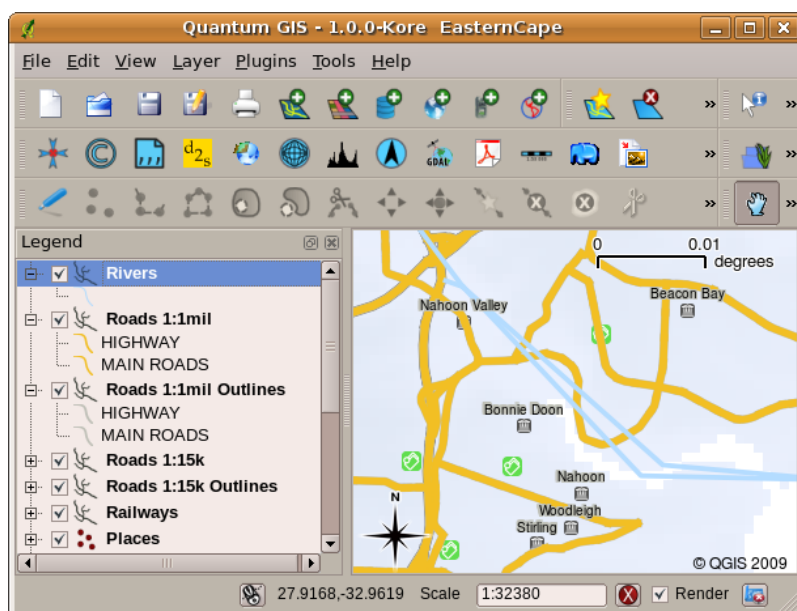 Quantum GIS - 1.0.0-Kore EasternCape
File Edit View Layer Plugins Tools Help
d2s
GDAL
Legend
Rivers
Roads 1:1mil
HIGHWAY
MAIN ROADS
Roads 1:1mil Outlines
HIGHWAY
MAIN ROADS
Roads 1:15k
Roads 1:15k Outlines
Railways
Places
0 0.01
degrees
Beacon Bay
Nahoon Valley
Bonnie Doon
Nahoon
Woodleigh
Stirling
N
© QGIS 2009
27.9168,-32.9619 Scale 1:32380 Render